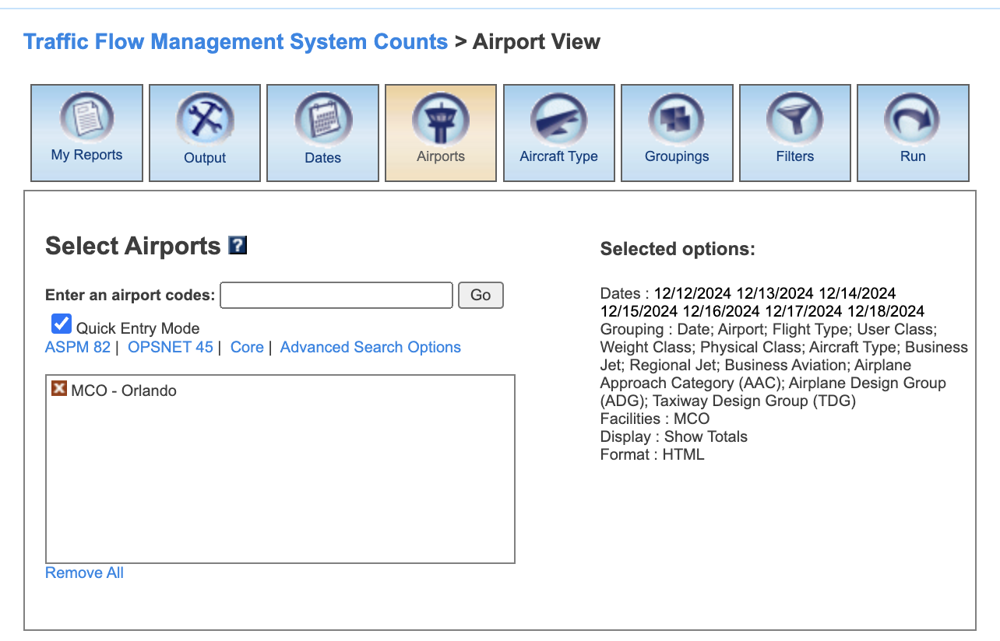 Traffic Flow Management System Counts > Airport View
My Reports
Output
Dates
Airports
Aircraft Type
Groupings
Filters
Run
Select Airports ?
Enter an airport codes: Go
Quick Entry Mode
ASPM 82 | OPSNET 45 | Core | Advanced Search Options
MCO - Orlando
Remove All
Selected options:
Dates : 12/12/2024 12/13/2024 12/14/2024
12/15/2024 12/16/2024 12/17/2024 12/18/2024
Grouping : Date; Airport; Flight Type; User Class;
Weight Class; Physical Class; Aircraft Type; Business
Jet; Regional Jet; Business Aviation; Airplane
Approach Category (AAC); Airplane Design Group
(ADG); Taxiway Design Group (TDG)
Facilities : MCO
Display : Show Totals
Format : HTML